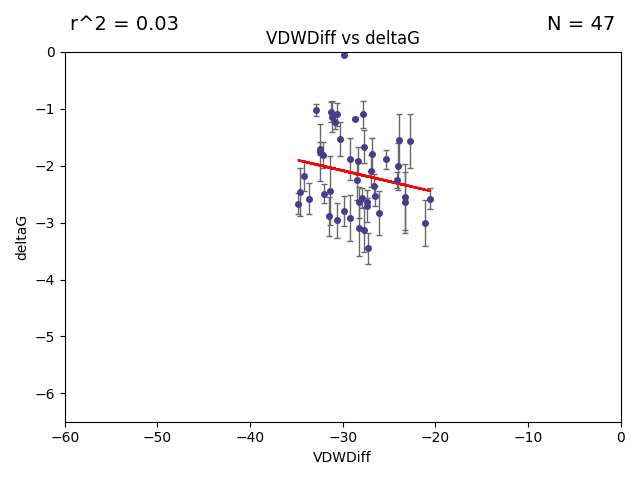 r^2 = 0.03
N = 47
VDWDiff vs deltaG
0
−1
−2
−3
−4
−5
−6
deltaG
−60 −50 −40 −30 −20 −10 0
VDWDiff